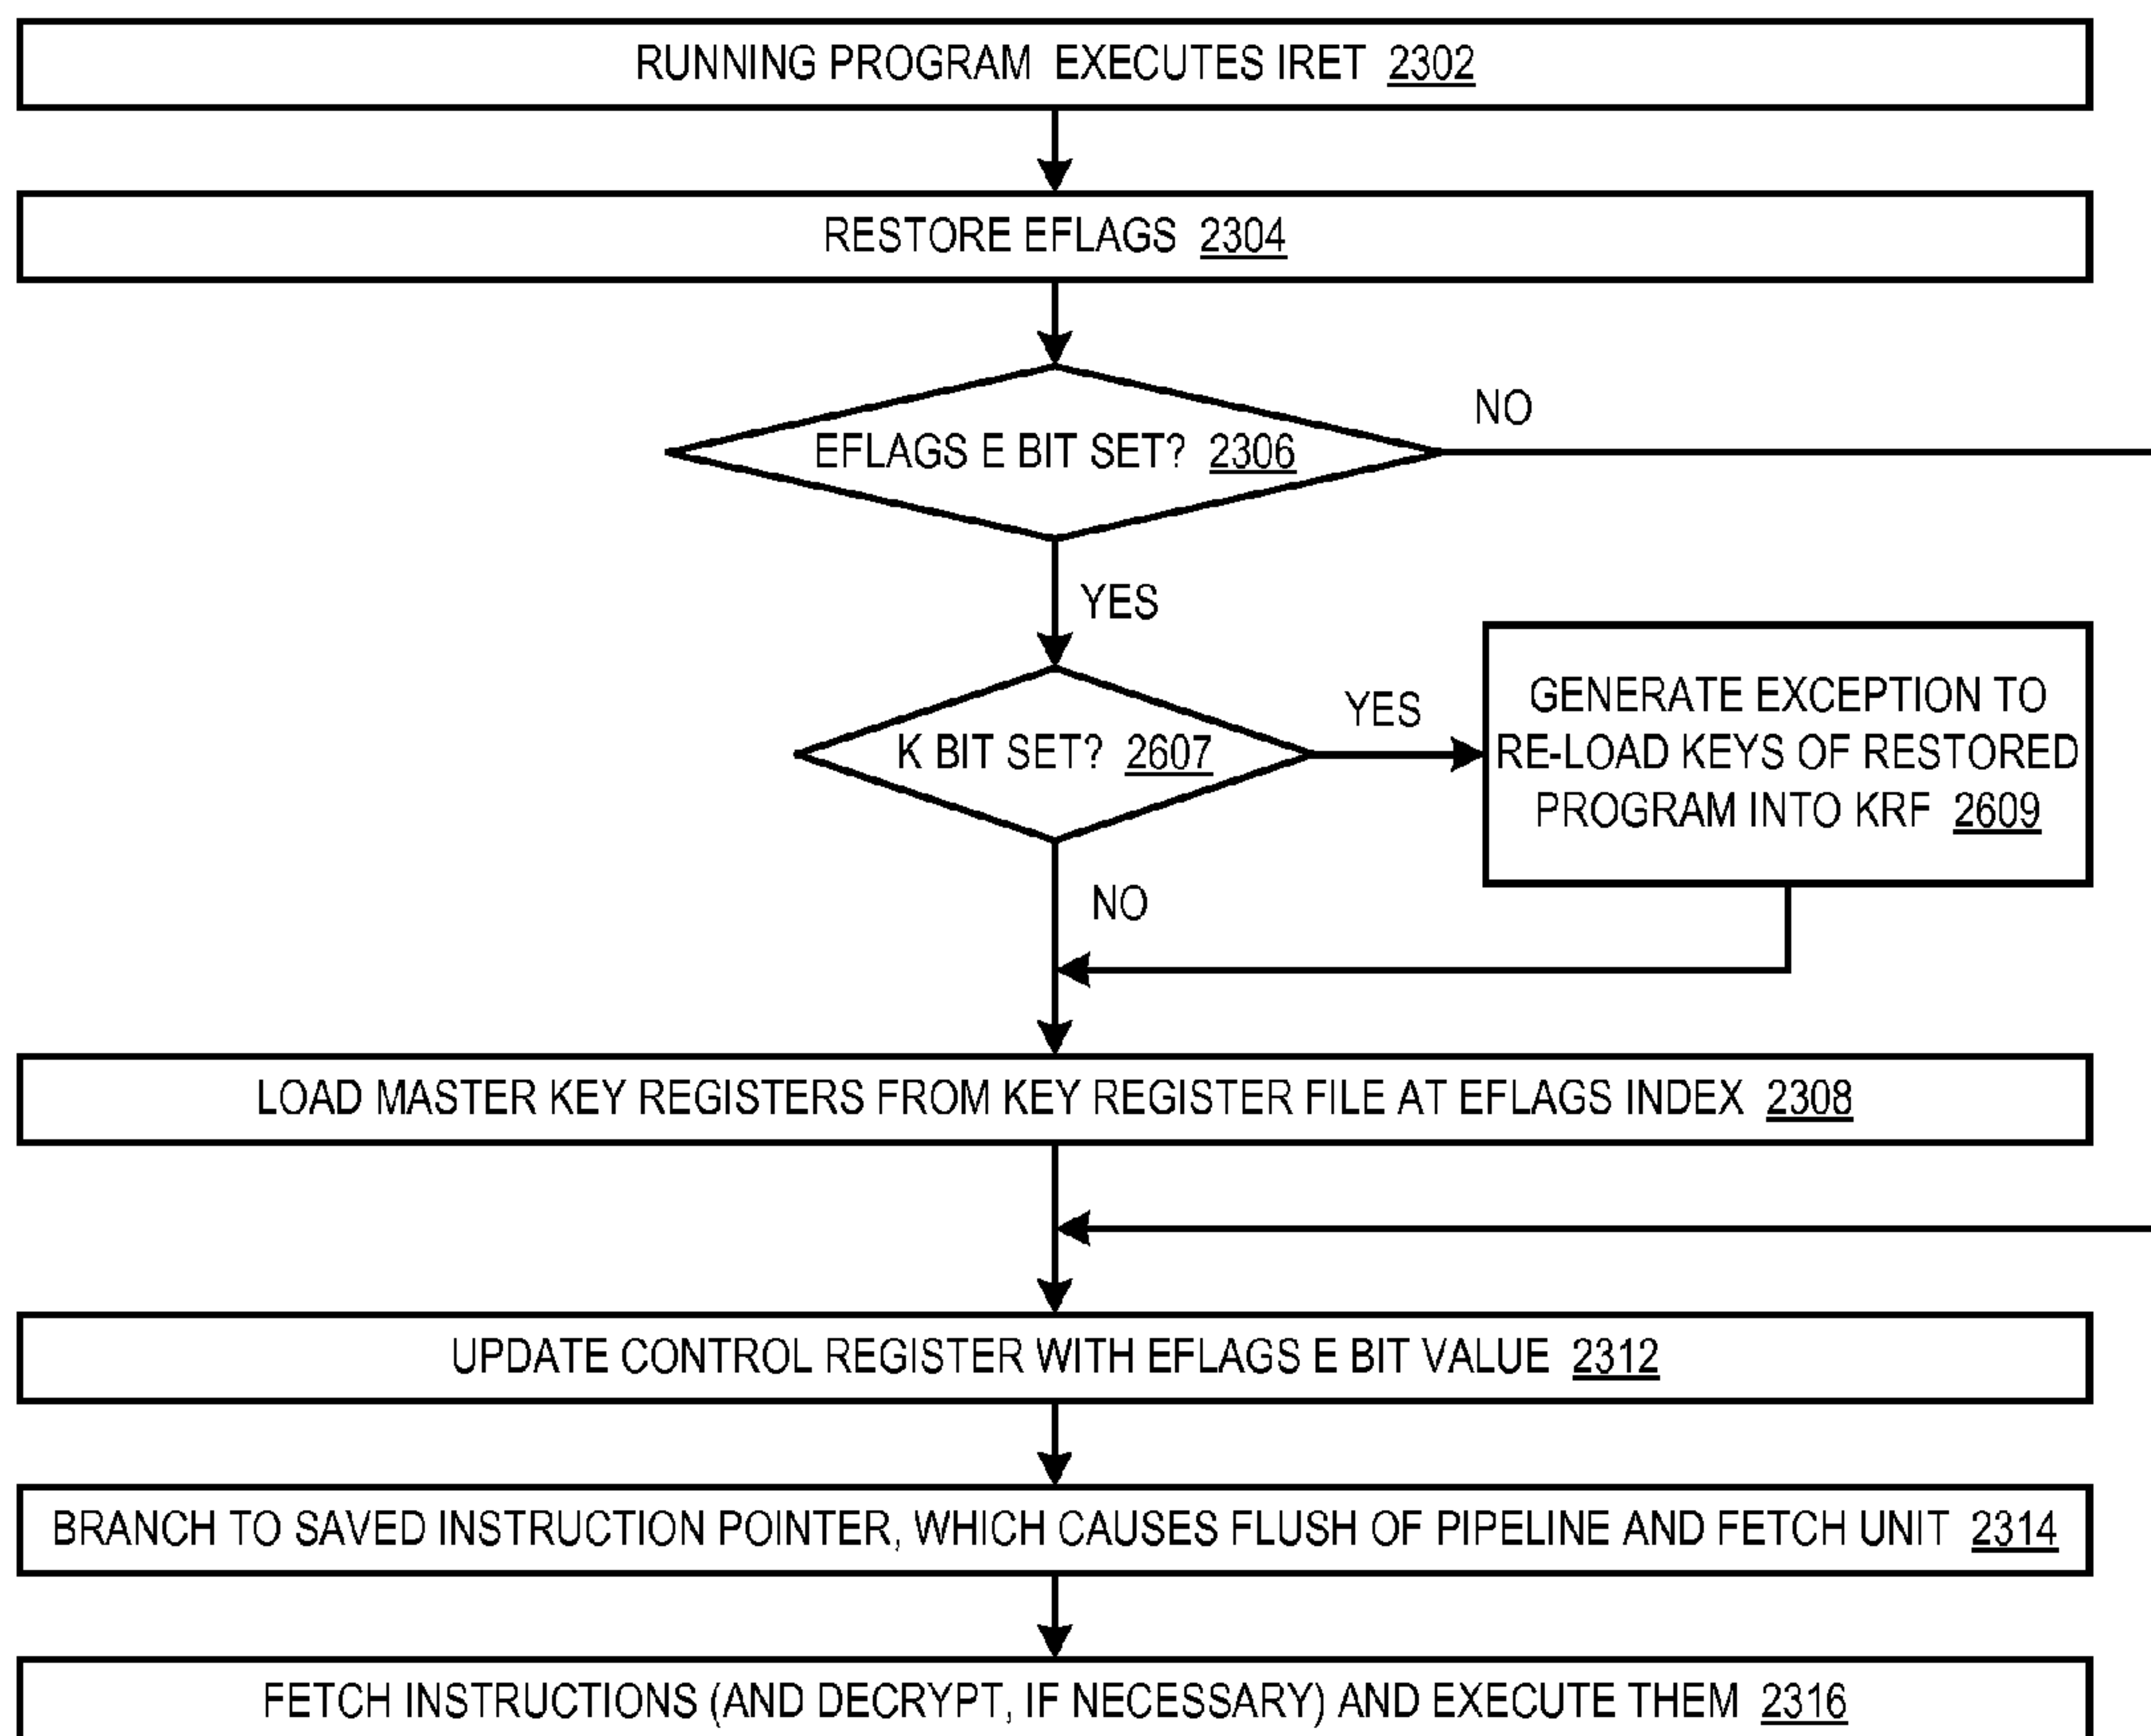 RUNNING PROGRAM EXECUTES IRET 2302
RESTORE EFLAGS 2304
NO
EFLAGS E BIT SET? 2306
YES
YES
K BIT SET? 2607
GENERATE EXCEPTION TO
RE-LOAD KEYS OF RESTORED
PROGRAM INTO KRF 2609
NO
LOAD MASTER KEY REGISTERS FROM KEY REGISTER FILE AT EFLAGS INDEX 2308
UPDATE CONTROL REGISTER WITH EFLAGS E BIT VALUE 2312
BRANCH TO SAVED INSTRUCTION POINTER, WHICH CAUSES FLUSH OF PIPELINE AND FETCH UNIT 2314
FETCH INSTRUCTIONS (AND DECRYPT, IF NECESSARY) AND EXECUTE THEM 2316